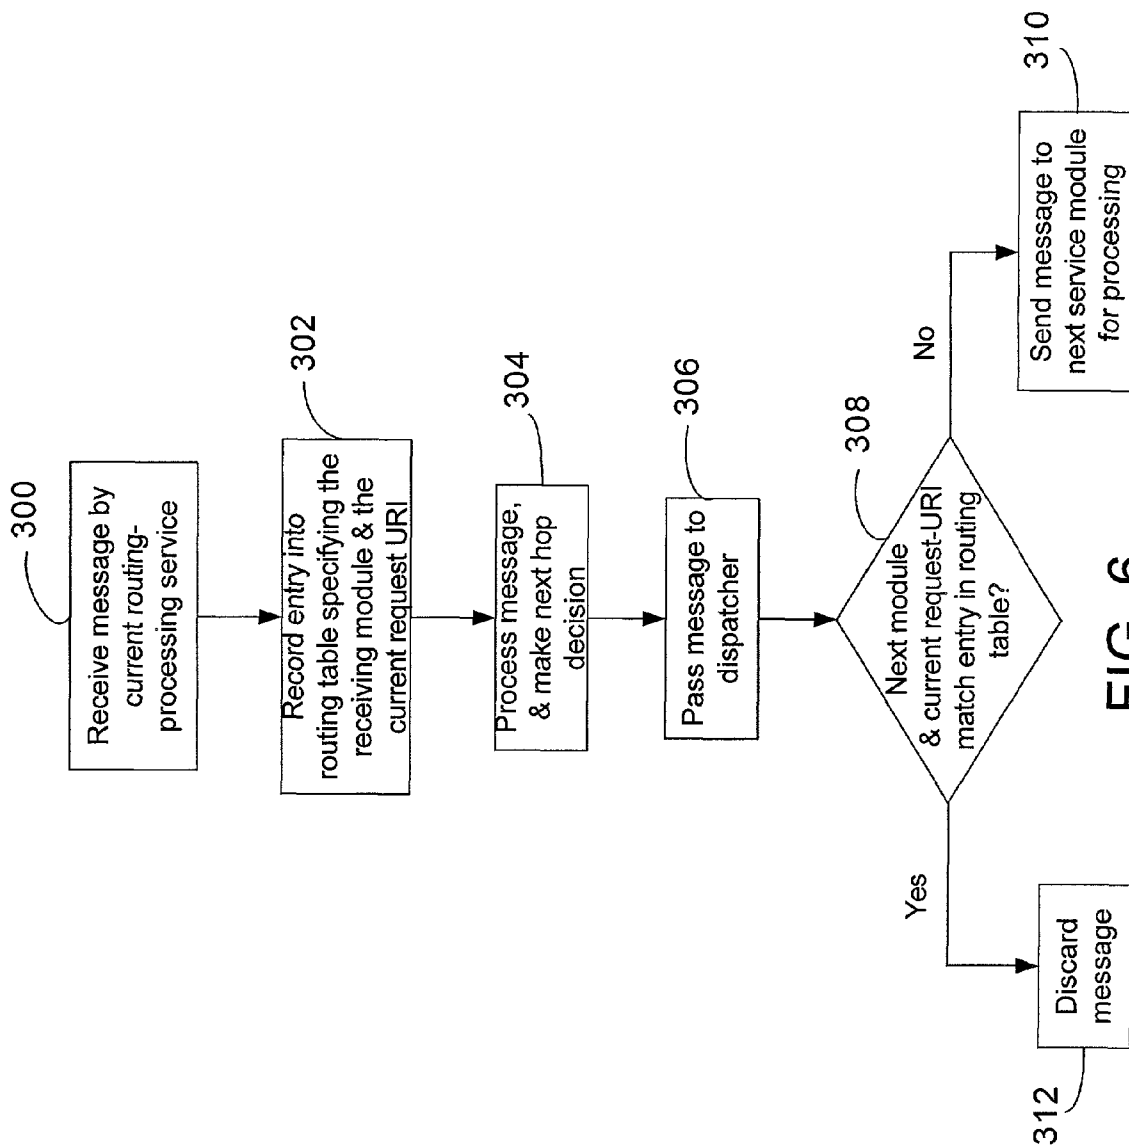 300
Receive message by
current routing-
processing service
302
Record entry into
routing table specifying the
receiving module & the
current request URI
304
Process message,
& make next hop
decision
306
Pass message to
dispatcher
308
Next module
& current request-URI
match entry in routing
table?
Yes
No
312
Discard
message
310
Send message to
next service module
for processing
FIG. 6